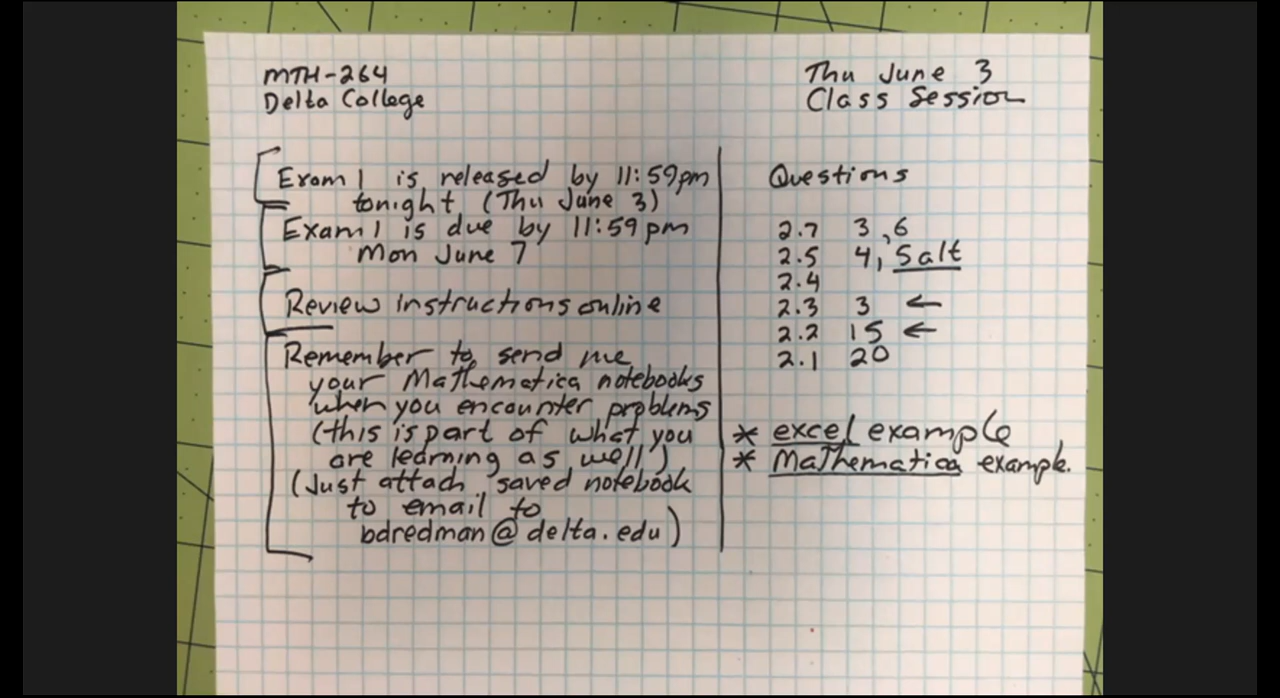 MTH-264
Delta College
Thu June 3
Class Session
Exam 1 is released by 11:59pm
tonight (Thu June 3)
Exam 1 is due by 11:59pm
Mon June 7
Review instructions online
Remember to send me
your Mathematica notebooks
when you encounter problems
(this is part of what you
are learning as well)
(Just attach saved notebook
to email to
bdredman@delta.edu)
Questions
2.7 3,6
2.5 4, Salt
2.4
2.3 3 ←
2.2 15 ←
2.1 20
* excel example
* Mathematica example.